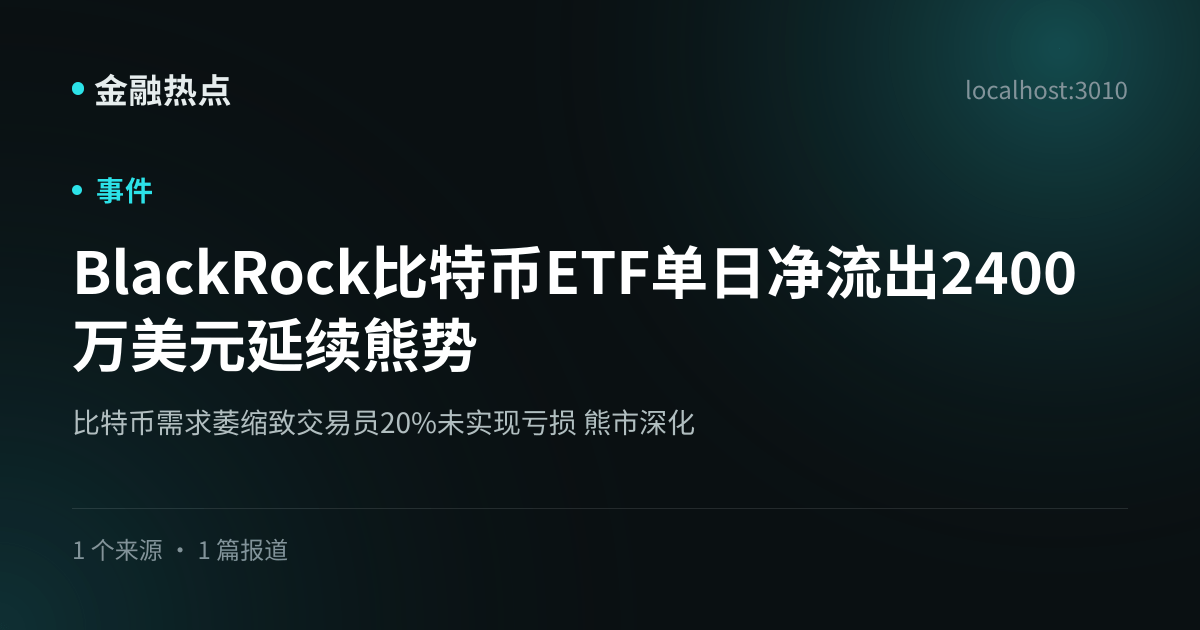 金融热点
localhost:3010
事件
BlackRock比特币ETF单日净流出2400
万美元延续熊势
比特币需求萎缩致交易员20%未实现亏损 熊市深化
1 个来源 · 1 篇报道